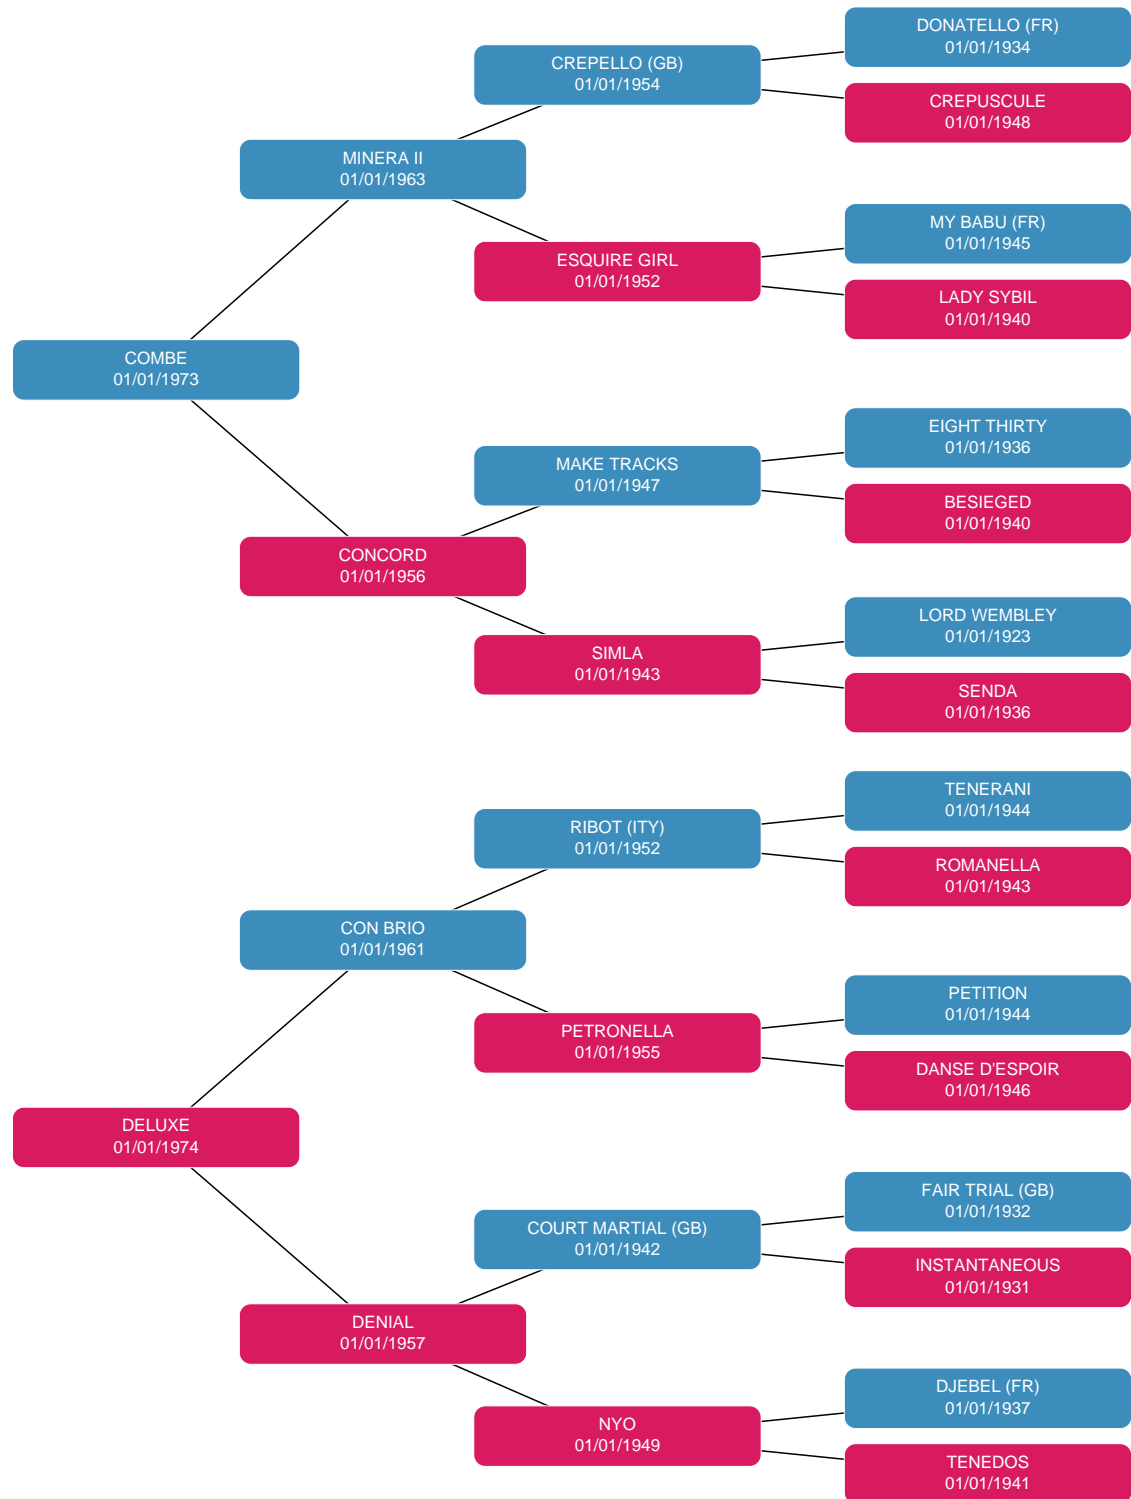 DONATELLO (FR)
01/01/1934
CREPELLO (GB)
01/01/1954
CREPUSCULE
01/01/1948
MINERA II
01/01/1963
MY BABU (FR)
01/01/1945
ESQUIRE GIRL
01/01/1952
LADY SYBIL
01/01/1940
COMBE
01/01/1973
EIGHT THIRTY
01/01/1936
MAKE TRACKS
01/01/1947
BESIEGED
01/01/1940
CONCORD
01/01/1956
LORD WEMBLEY
01/01/1923
SIMLA
01/01/1943
SENDA
01/01/1936
TENERANI
01/01/1944
RIBOT (ITY)
01/01/1952
ROMANELLA
01/01/1943
CON BRIO
01/01/1961
PETITION
01/01/1944
PETRONELLA
01/01/1955
DANSE D'ESPOIR
01/01/1946
DELUXE
01/01/1974
FAIR TRIAL (GB)
01/01/1932
COURT MARTIAL (GB)
01/01/1942
INSTANTANEOUS
01/01/1931
DENIAL
01/01/1957
DJEBEL (FR)
01/01/1937
NYO
01/01/1949
TENEDOS
01/01/1941